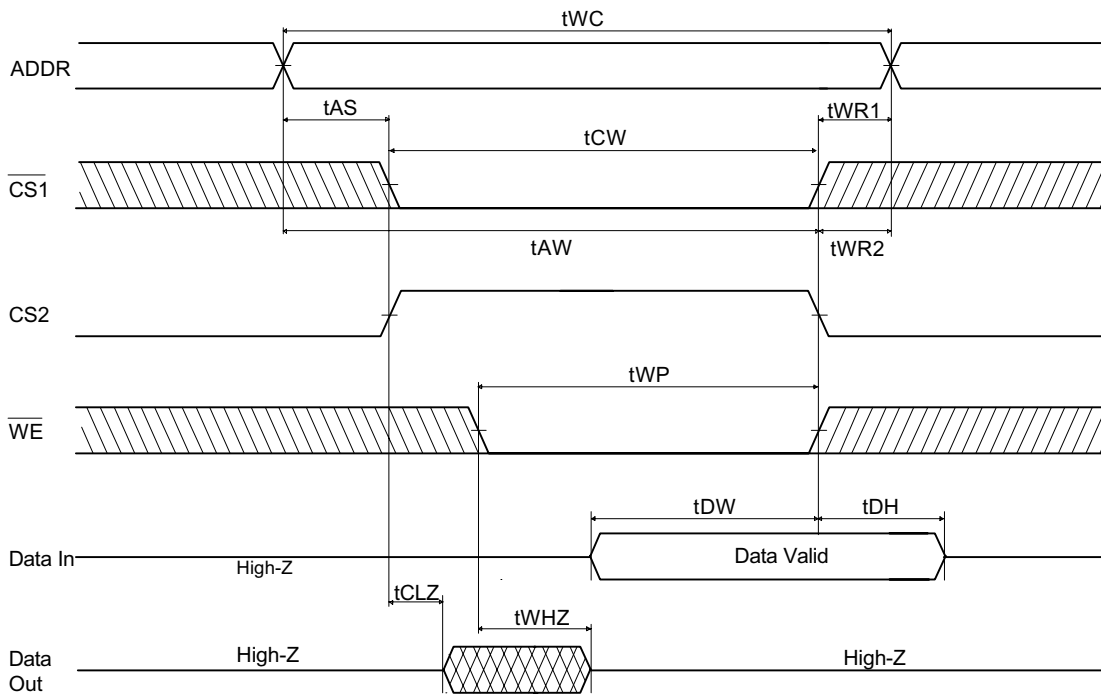 tWC
ADDR
tAS
tWR1
tCW
CS1
tAW
tWR2
CS2
tWP
WE
tDW
tDH
Data In
High-Z
Data Valid
tCLZ
tWHZ
Data
Out
High-Z
High-Z